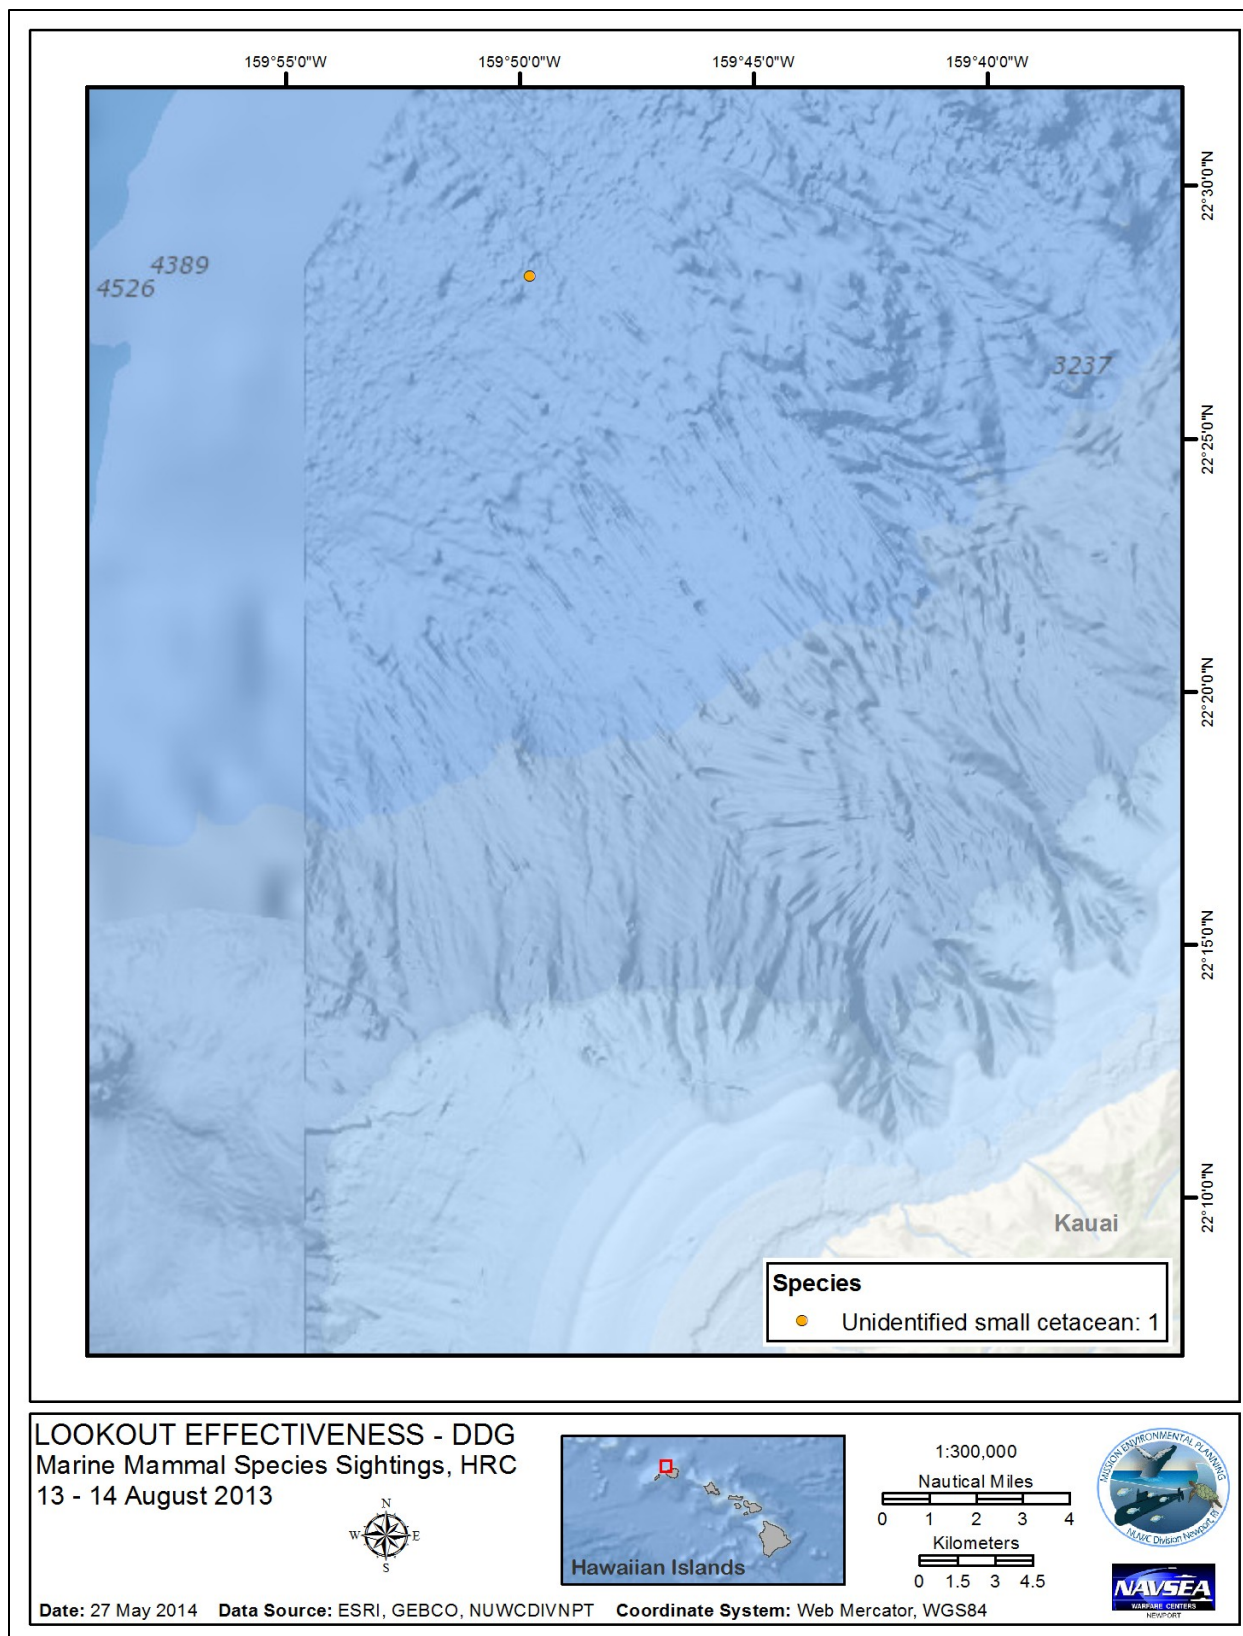 159°55'0"W 159°50'0"W 159°45'0"W 159°40'0"W
22°30'0"N
4389
4526
3237
22°25'0"N
22°20'0"N
22°15'0"N
22°10'0"N
Kauai
Species
Unidentified small cetacean: 1
LOOKOUT EFFECTIVENESS - DDG
Marine Mammal Species Sightings, HRC
13 - 14 August 2013
N
W E
S
Hawaiian Islands
1:300,000
Nautical Miles
0 1 2 3 4
Kilometers
0 1.5 3 4.5
MISSION ENVIRONMENTAL PLANNING
NUWC Division Newport, RI
NAVSEA
WARFARE CENTERS
NEWPORT
Date: 27 May 2014 Data Source: ESRI, GEBCO, NUWCDIVNPT Coordinate System: Web Mercator, WGS84